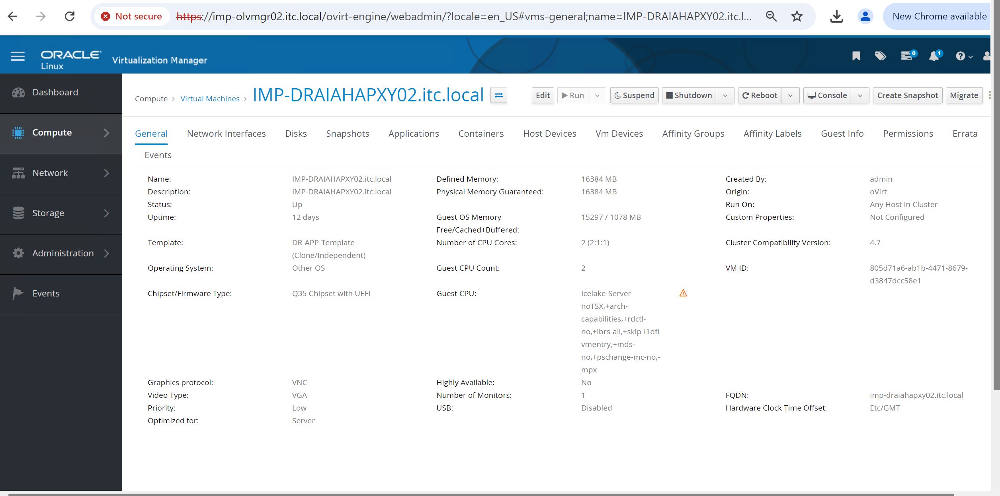 Not secure
https://imp-olvmgr02.itc.local/ovirt-engine/webadmin/?locale=en_US#vms-general;name=IMP-DRAIAHAPXY02.itc.l...
New Chrome available
ORACLE
Linux
Virtualization Manager
0
1
Dashboard
Compute
Network
Storage
Administration
Events
Compute > Virtual Machines > IMP-DRAIAHAPXY02.itc.local
Edit Run Suspend Shutdown Reboot Console Create Snapshot Migrate
General Network Interfaces Disks Snapshots Applications Containers Host Devices Vm Devices Affinity Groups Affinity Labels Guest Info Permissions Errata
Events
Name: IMP-DRAIAHAPXY02.itc.local
Description: IMP-DRAIAHAPXY02.itc.local
Status: Up
Uptime: 12 days
Template: DR-APP-Template
(Clone/Independent)
Operating System: Other OS
Chipset/Firmware Type: Q35 Chipset with UEFI
Graphics protocol: VNC
Video Type: VGA
Priority: Low
Optimized for: Server
Defined Memory: 16384 MB
Physical Memory Guaranteed: 16384 MB
Guest OS Memory 15297 / 1078 MB
Free/Cached+Buffered:
Number of CPU Cores: 2 (2:1:1)
Guest CPU Count: 2
Guest CPU: Icelake-Server-
noTSX,+arch-
capabilities,+rdctl-
no,+ibrs-all,+skip-l1dfl-
vmentry,+mds-
no,+pschange-mc-no,-
mpx
Highly Available: No
Number of Monitors: 1
USB: Disabled
Created By: admin
Origin: oVirt
Run On: Any Host in Cluster
Custom Properties: Not Configured
Cluster Compatibility Version: 4.7
VM ID: 805d71a6-ab1b-4471-8679-
d3847dcc58e1
FQDN: imp-draiahapxy02.itc.local
Hardware Clock Time Offset: Etc/GMT